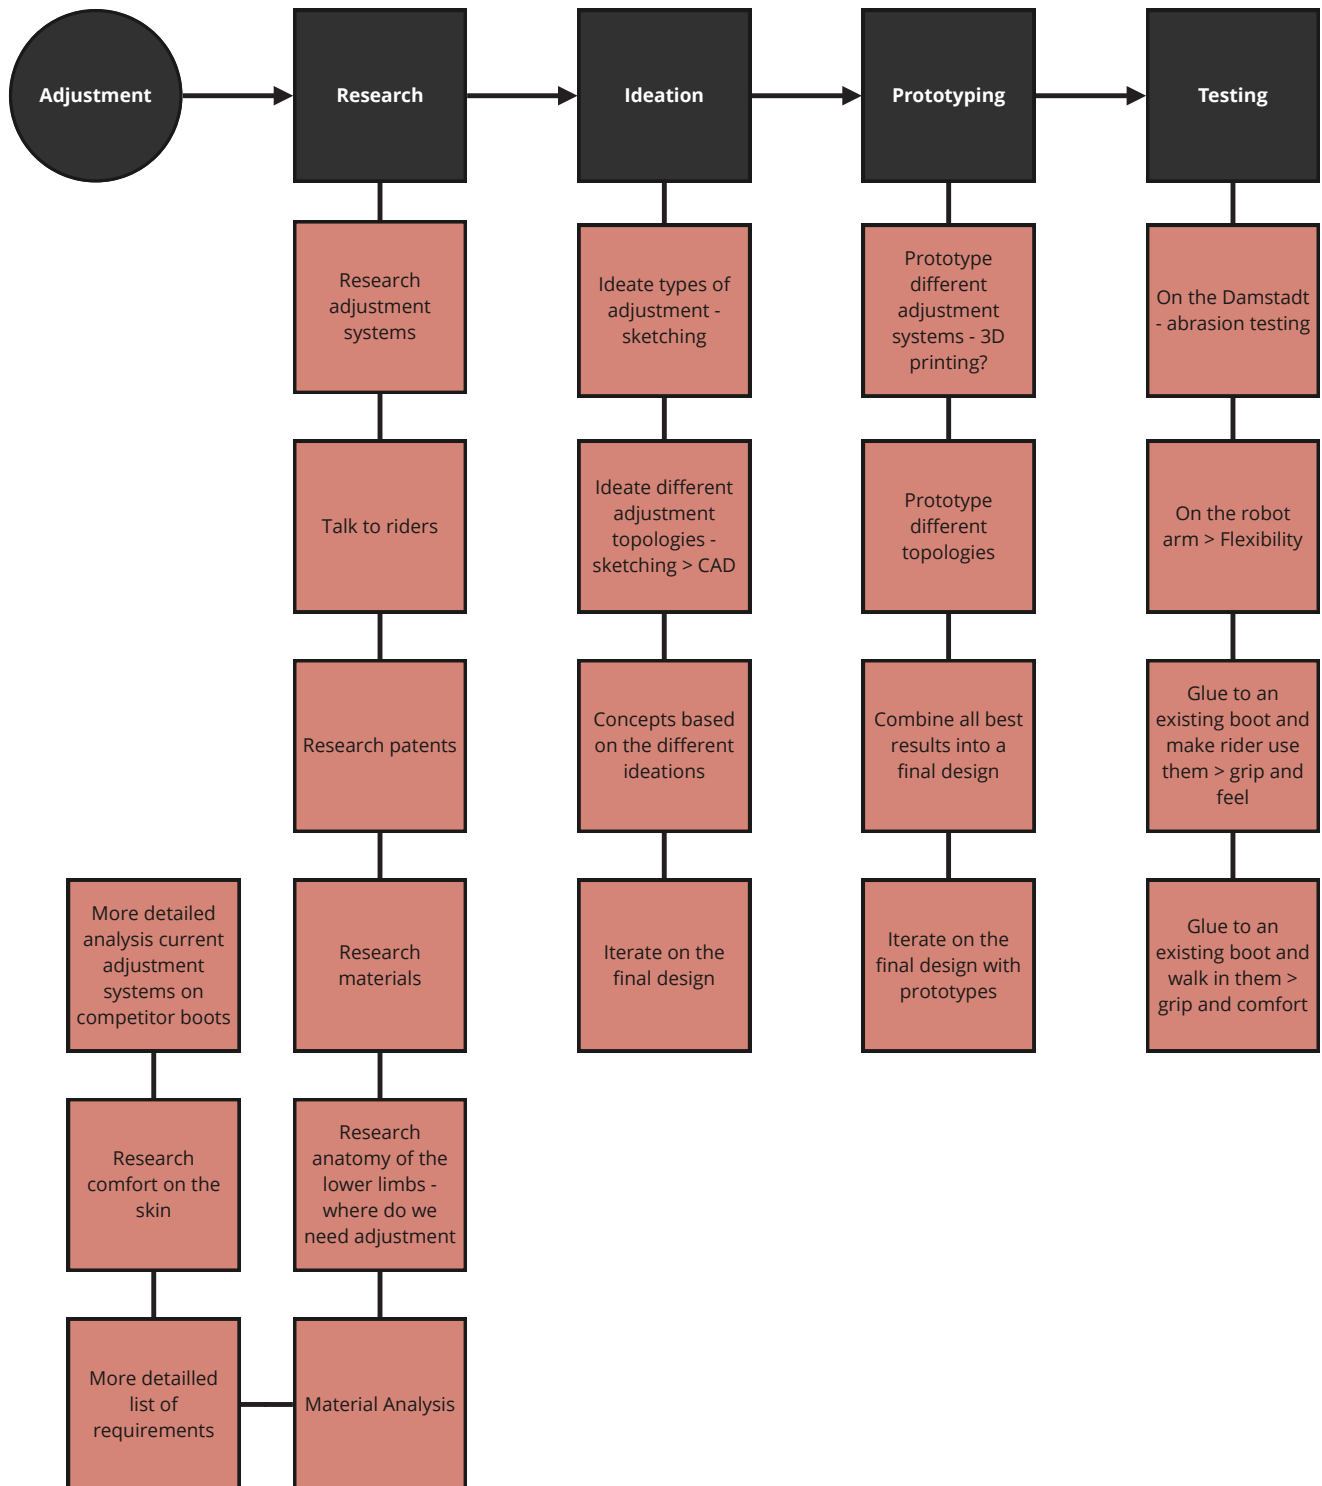 Adjustment
Research
Ideation
Prototyping
Testing
Research
adjustment
systems
Talk to riders
Research patents
Research
materials
Research
anatomy of the
lower limbs -
where do we
need adjustment
Material Analysis
More detailled
list of
requirements
Research
comfort on the
skin
More detailed
analysis current
adjustment
systems on
competitor boots
Ideate types of
adjustment -
sketching
Ideate different
adjustment
topologies -
sketching > CAD
Concepts based
on the different
ideations
Iterate on the
final design
Prototype
different
adjustment
systems - 3D
printing?
Prototype
different
topologies
Combine all best
results into a
final design
Iterate on the
final design with
prototypes
On the Damstadt
- abrasion testing
On the robot
arm > Flexibility
Glue to an
existing boot and
make rider use
them > grip and
feel
Glue to an
existing boot and
walk in them >
grip and comfort